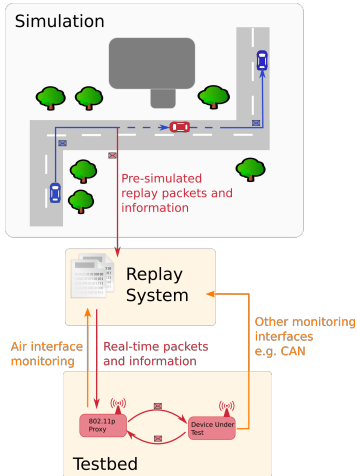 Simulation
Pre-simulated
replay packets and
information
Replay
System
Air interface
monitoring
Real-time packets
and information
Other monitoring
interfaces
e.g. CAN
802.11p
Proxy
Device Under
Test
Testbed